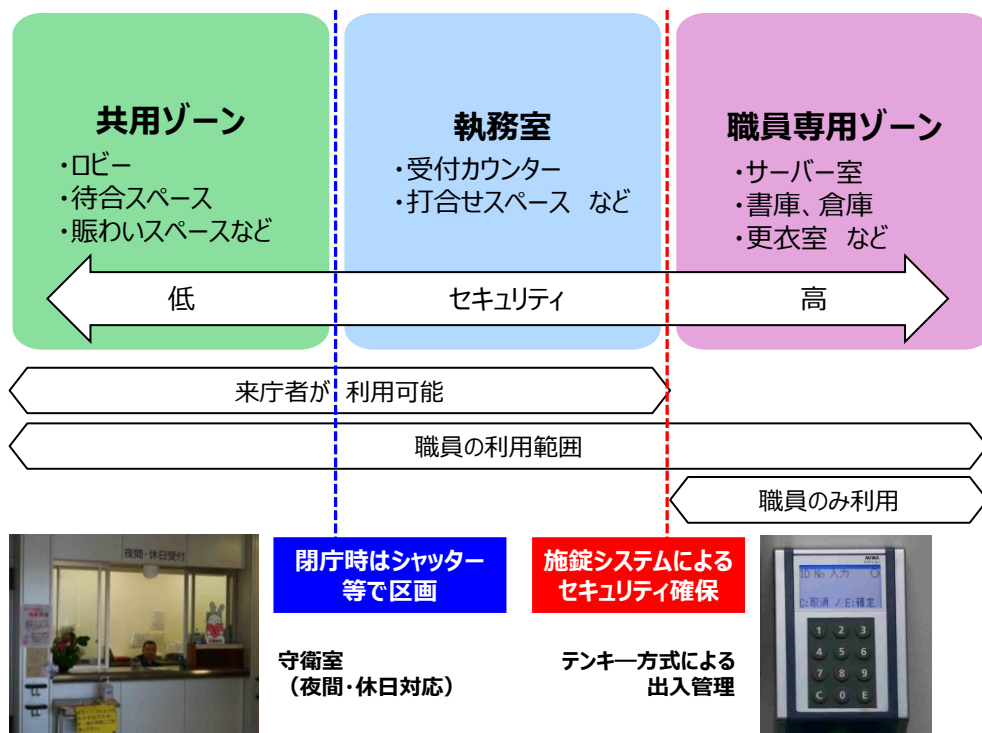 共用ゾーン
・ロビー
・待合スペース
・賑わいスペースなど
執務室
・受付カウンター
・打合せスペース など
職員専用ゾーン
・サーバー室
・書庫、倉庫
・更衣室 など
低
セキュリティ
高
来庁者が 利用可能
職員の利用範囲
職員のみ利用
閉庁時はシャッター
等で区画
施錠システムによる
セキュリティ確保
守衛室
（夜間・休日対応）
テンキー方式による
出入管理
夜間・休日受付
MIWA
ID No 入力
C:取消 / E:確定
1 2 3
4 5 6
7 8 9
C 0 E